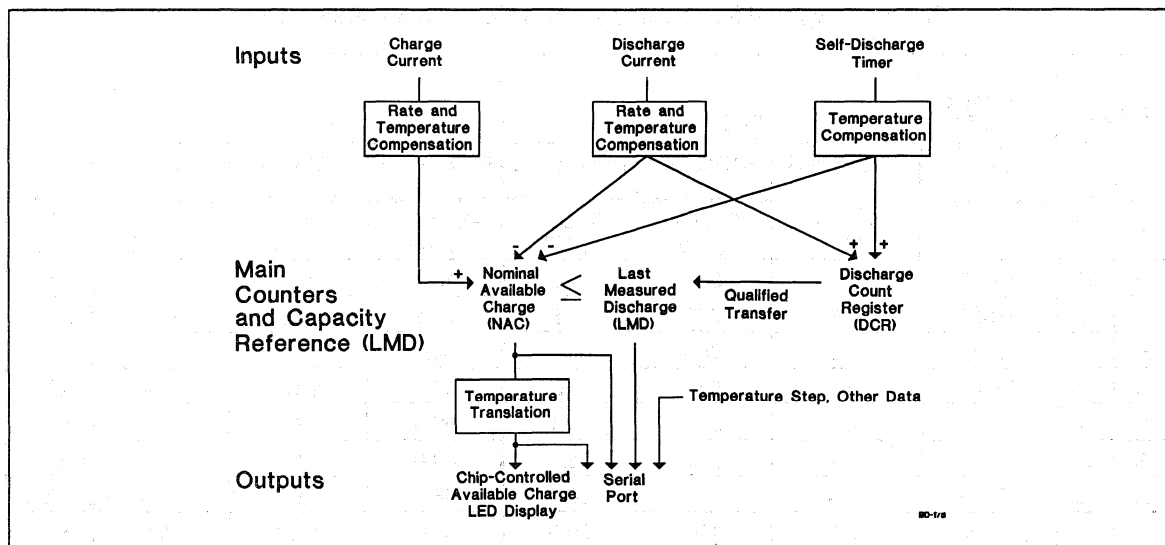 Inputs
Charge
Current
Discharge
Current
Self-Discharge
Timer
Rate and
Temperature
Compensation
Rate and
Temperature
Compensation
Temperature
Compensation
- -
+ +
Main
Counters
and Capacity
Reference (LMD)
+
Nominal
Available
Charge
(NAC)
≤
Last
Measured
Discharge
(LMD)
Qualified
Transfer
Discharge
Count
Register
(DCR)
Temperature
Translation
Temperature Step, Other Data
Outputs
Chip-Controlled
Available Charge
LED Display
Serial
Port